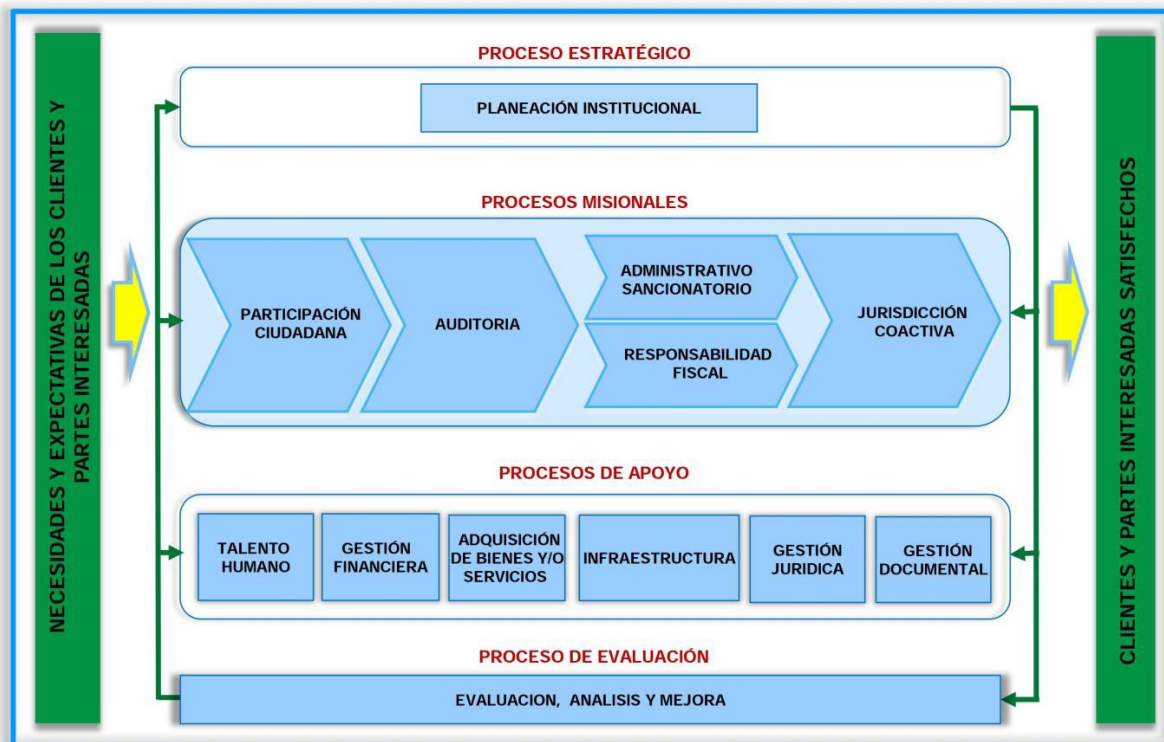 NECESIDADES Y EXPECTATIVAS DE LOS CLIENTES Y
PARTES INTERESADAS
PROCESO ESTRATÉGICO
PLANEACIÓN INSTITUCIONAL
PROCESOS MISIONALES
PARTICIPACIÓN
CIUDADANA
AUDITORIA
ADMINISTRATIVO
SANCIONATORIO
RESPONSABILIDAD
FISCAL
JURISDICCIÓN
COACTIVA
PROCESOS DE APOYO
TALENTO
HUMANO
GESTIÓN
FINANCIERA
ADQUISICIÓN
DE BIENES Y/O
SERVICIOS
INFRAESTRUCTURA
GESTIÓN
JURIDICA
GESTIÓN
DOCUMENTAL
PROCESO DE EVALUACIÓN
EVALUACION, ANALISIS Y MEJORA
CLIENTES Y PARTES INTERESADAS SATISFECHOS